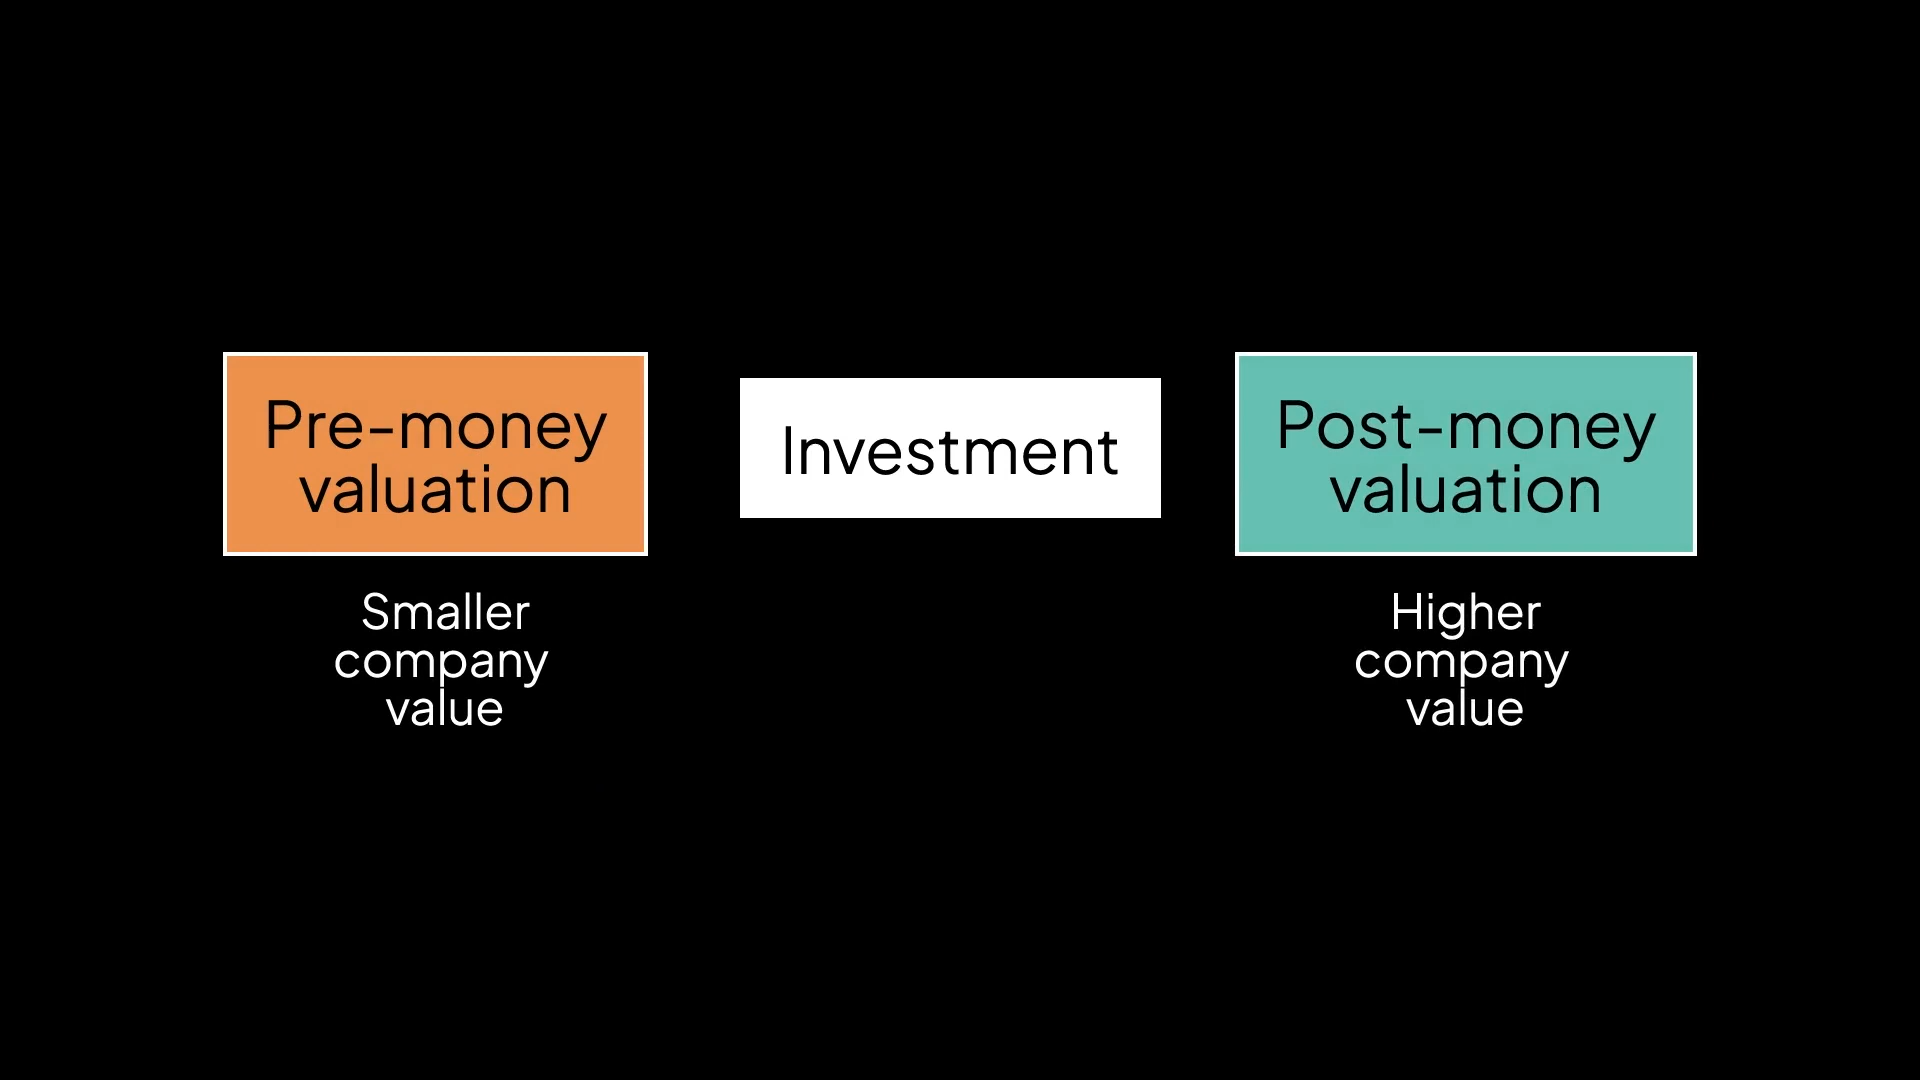 Pre-money
valuation
Investment
Post-money
valuation
Smaller
company
value
Higher
company
value